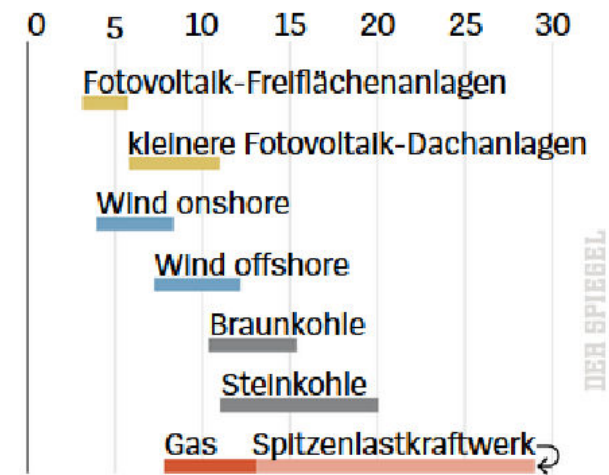 0 5 10 15 20 25 30
Fotovoltaik-Freiflächenanlagen
kleinere Fotovoltaik-Dachanlagen
Wind onshore
Wind offshore
Braunkohle
Steinkohle
Gas Spitzenlastkraftwerk
DER SPIEGEL